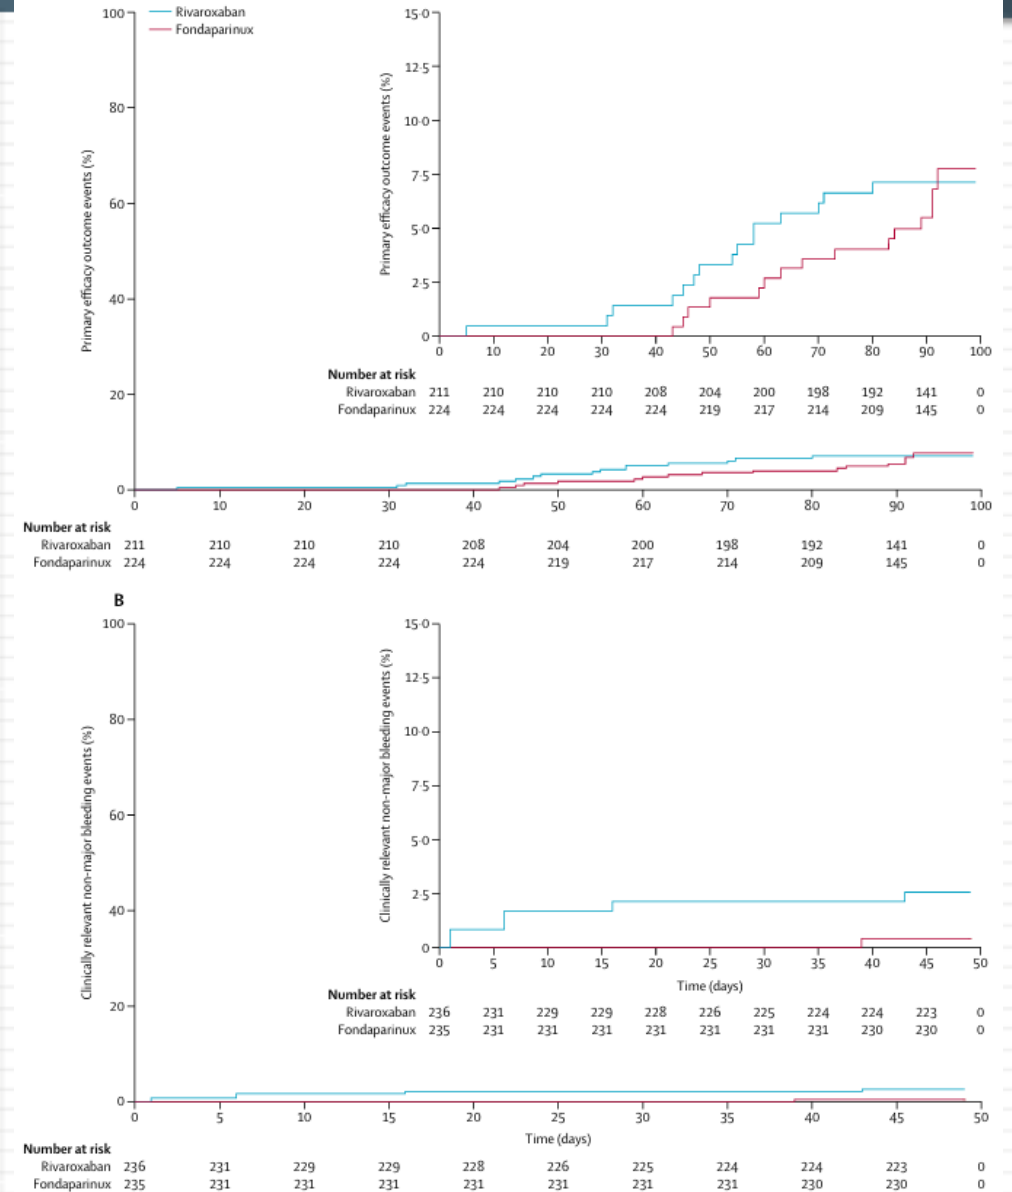 100
80
60
40
20
0
Primary efficacy outcome events (%)
Rivaroxaban
Fondaparinux
15·0
12·5
10·0
7·5
5·0
2·5
0
Primary efficacy outcome events (%)
0 10 20 30 40 50 60 70 80 90 100
Number at risk
Rivaroxaban 211 210 210 210 208 204 200 198 192 141 0
Fondaparinux 224 224 224 224 224 219 217 214 209 145 0
0 10 20 30 40 50 60 70 80 90 100
Number at risk
Rivaroxaban 211 210 210 210 208 204 200 198 192 141 0
Fondaparinux 224 224 224 224 224 219 217 214 209 145 0
B
100
80
60
40
20
0
Clinically relevant non-major bleeding events (%)
15·0
12·5
10·0
7·5
5·0
2·5
0
Clinically relevant non-major bleeding events (%)
0 5 10 15 20 25 30 35 40 45 50
Time (days)
Number at risk
Rivaroxaban 236 231 229 229 228 226 225 224 224 223 0
Fondaparinux 235 231 231 231 231 231 231 231 230 230 0
0 5 10 15 20 25 30 35 40 45 50
Time (days)
Number at risk
Rivaroxaban 236 231 229 229 228 226 225 224 224 223 0
Fondaparinux 235 231 231 231 231 231 231 231 230 230 0